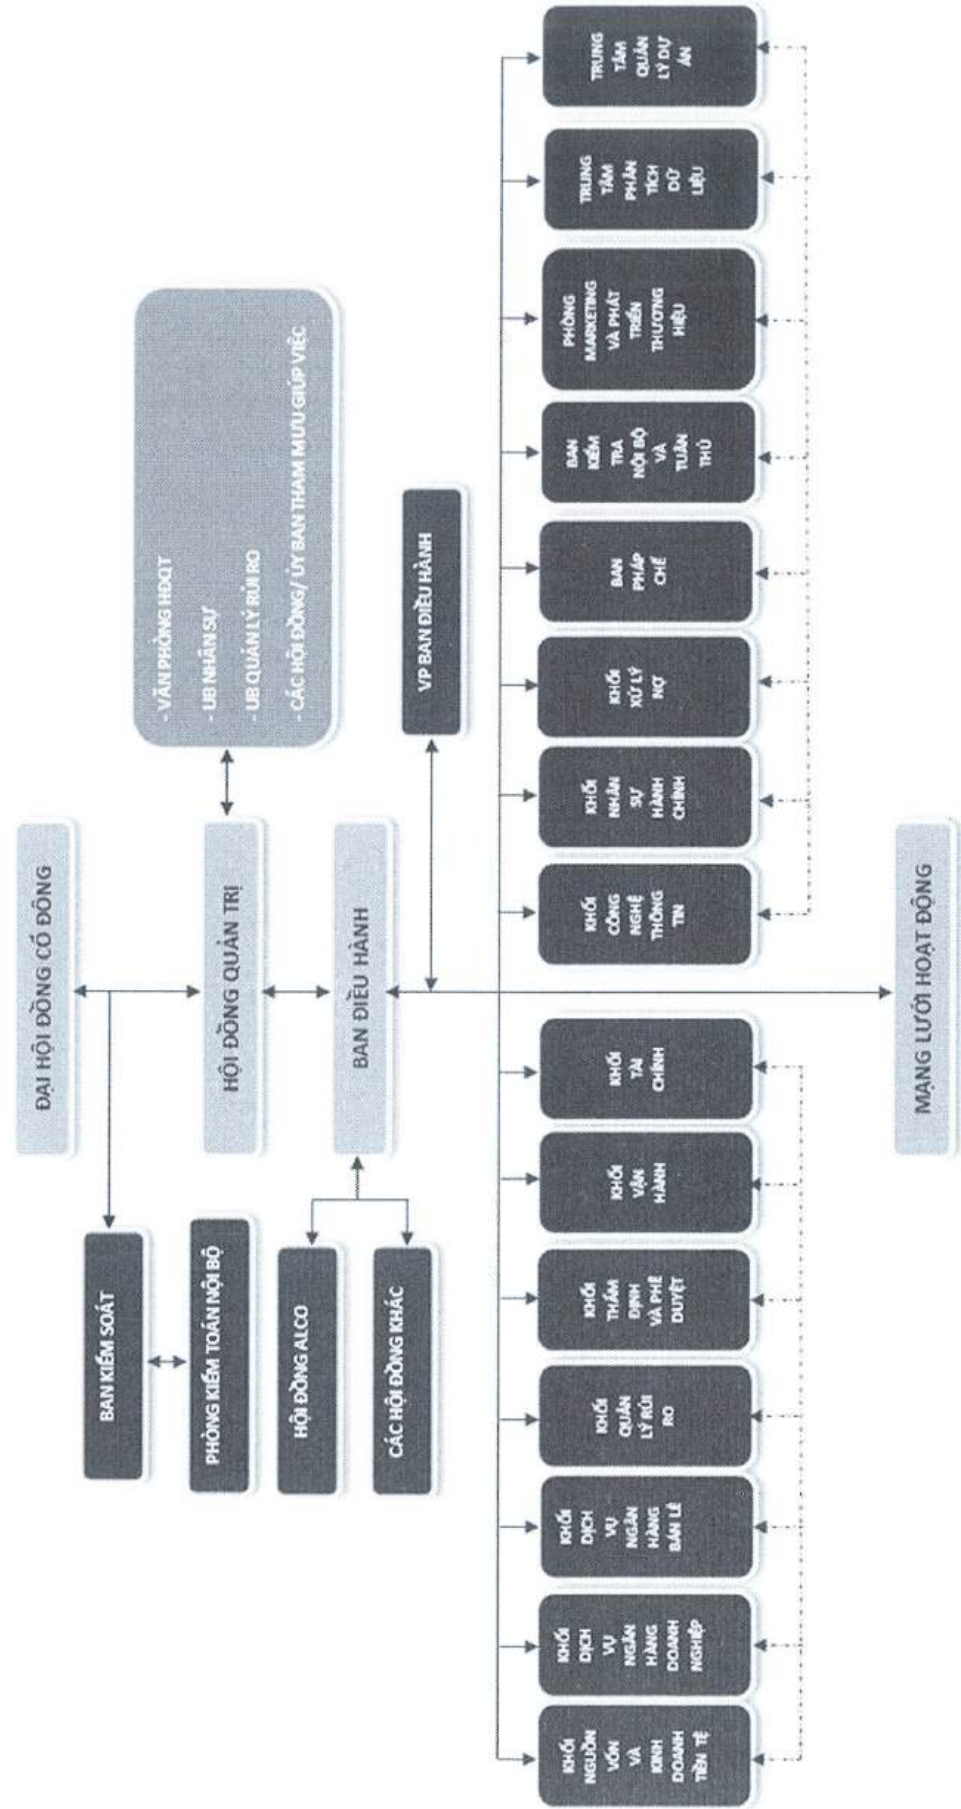 ĐẠI HỘI ĐỒNG CỔ ĐÔNG
BAN KIỂM SOÁT
PHÒNG KIỂM TOÁN NỘI BỘ
HỘI ĐỒNG QUẢN TRỊ
- VĂN PHÒNG HĐQT
- UB NHÂN SỰ
- UB QUẢN LÝ RỦI RO
- CÁC HỘI ĐỒNG/ ỦY BAN THAM MƯU GIÚP VIỆC
HỘI ĐỒNG ALCO
CÁC HỘI ĐỒNG KHÁC
BAN ĐIỀU HÀNH
VP BAN ĐIỀU HÀNH
KHỐI
NGUỒN
VỐN
VÀ
KINH
DOANH
TIỀN TỆ
KHỐI
DỊCH
VỤ
NGÂN
HÀNG
DOANH
NGHIỆP
KHỐI
DỊCH
VỤ
NGÂN
HÀNG
BÁN LẺ
KHỐI
QUẢN
LÝ RỦI
RO
KHỐI
THẨM
ĐỊNH
VÀ PHÊ
DUYỆT
KHỐI
VẬN
HÀNH
KHỐI
TÀI
CHÍNH
KHỐI
CÔNG
NGHỆ
THÔNG
TIN
KHỐI
NHÂN
SỰ
HÀNH
CHÍNH
KHỐI
XỬ LÝ
NỢ
BAN
PHÁP
CHẾ
BAN
KIỂM
TRA
NỘI BỘ
VÀ
TUÂN
THỦ
PHÒNG
MARKETING
VÀ PHÁT
TRIỂN
THƯƠNG
HIỆU
TRUNG
TÂM
PHÂN
TÍCH
DỮ
LIỆU
TRUNG
TÂM
QUẢN
LÝ DỰ
ÁN
MẠNG LƯỚI HOẠT ĐỘNG